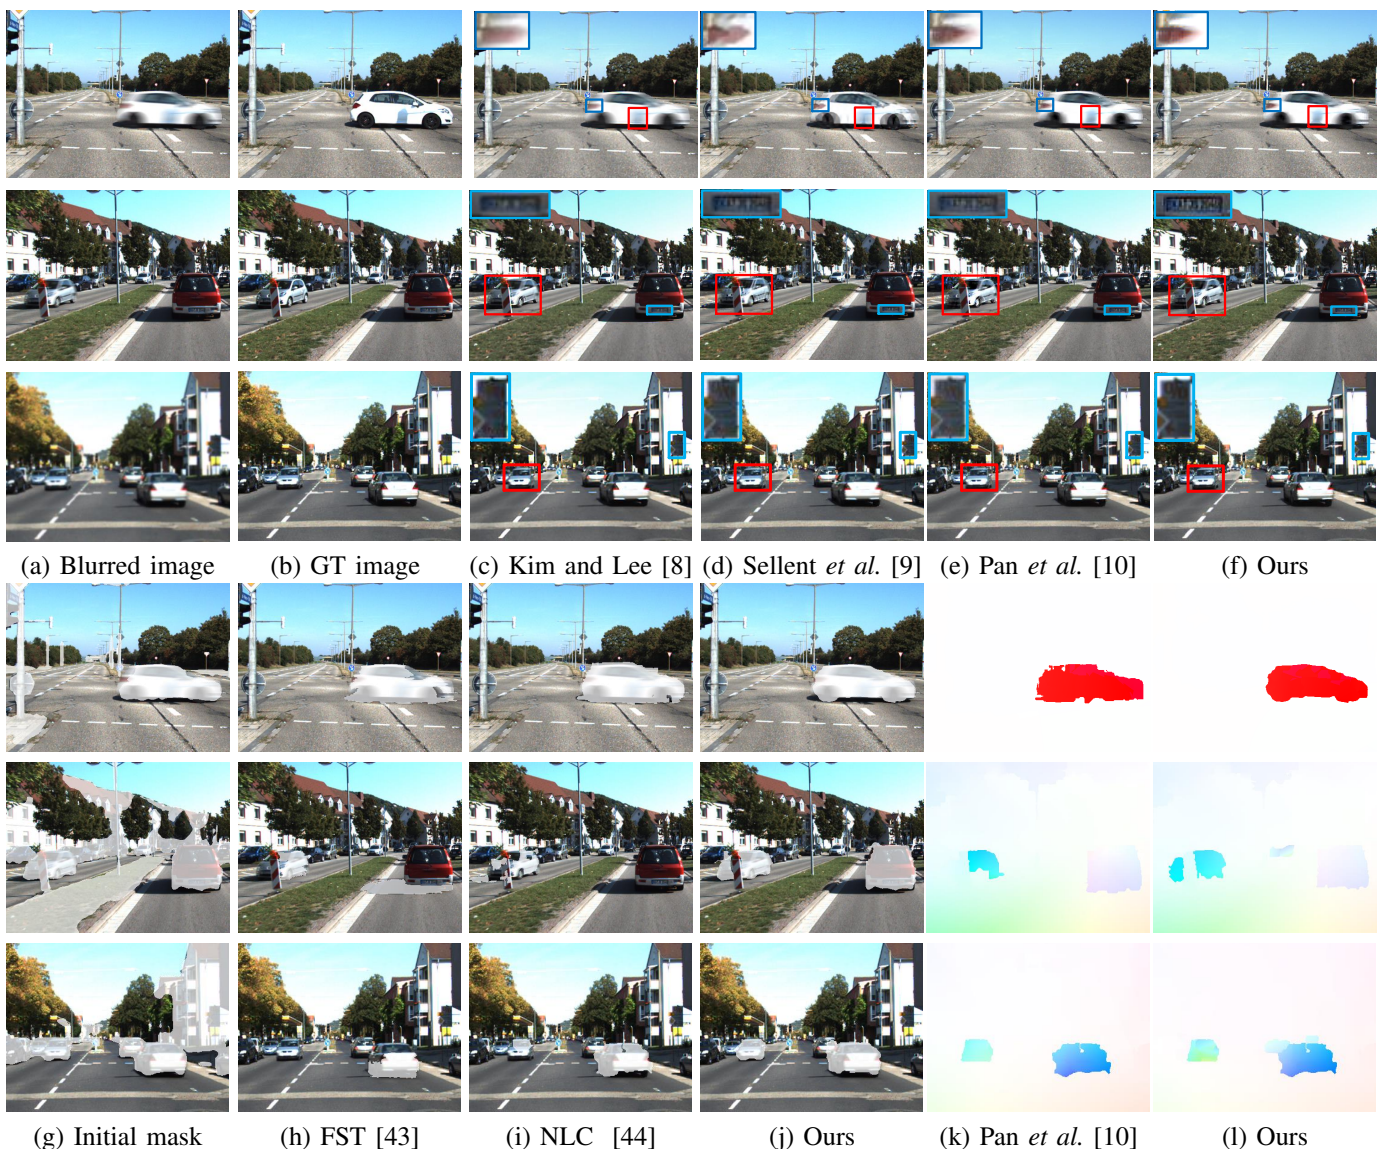 (a) Blurred image (b) GT image (c) Kim and Lee [8] (d) Sellent et al. [9] (e) Pan et al. [10] (f) Ours
(g) Initial mask (h) FST [43] (i) NLC [44] (j) Ours (k) Pan et al. [10] (l) Ours